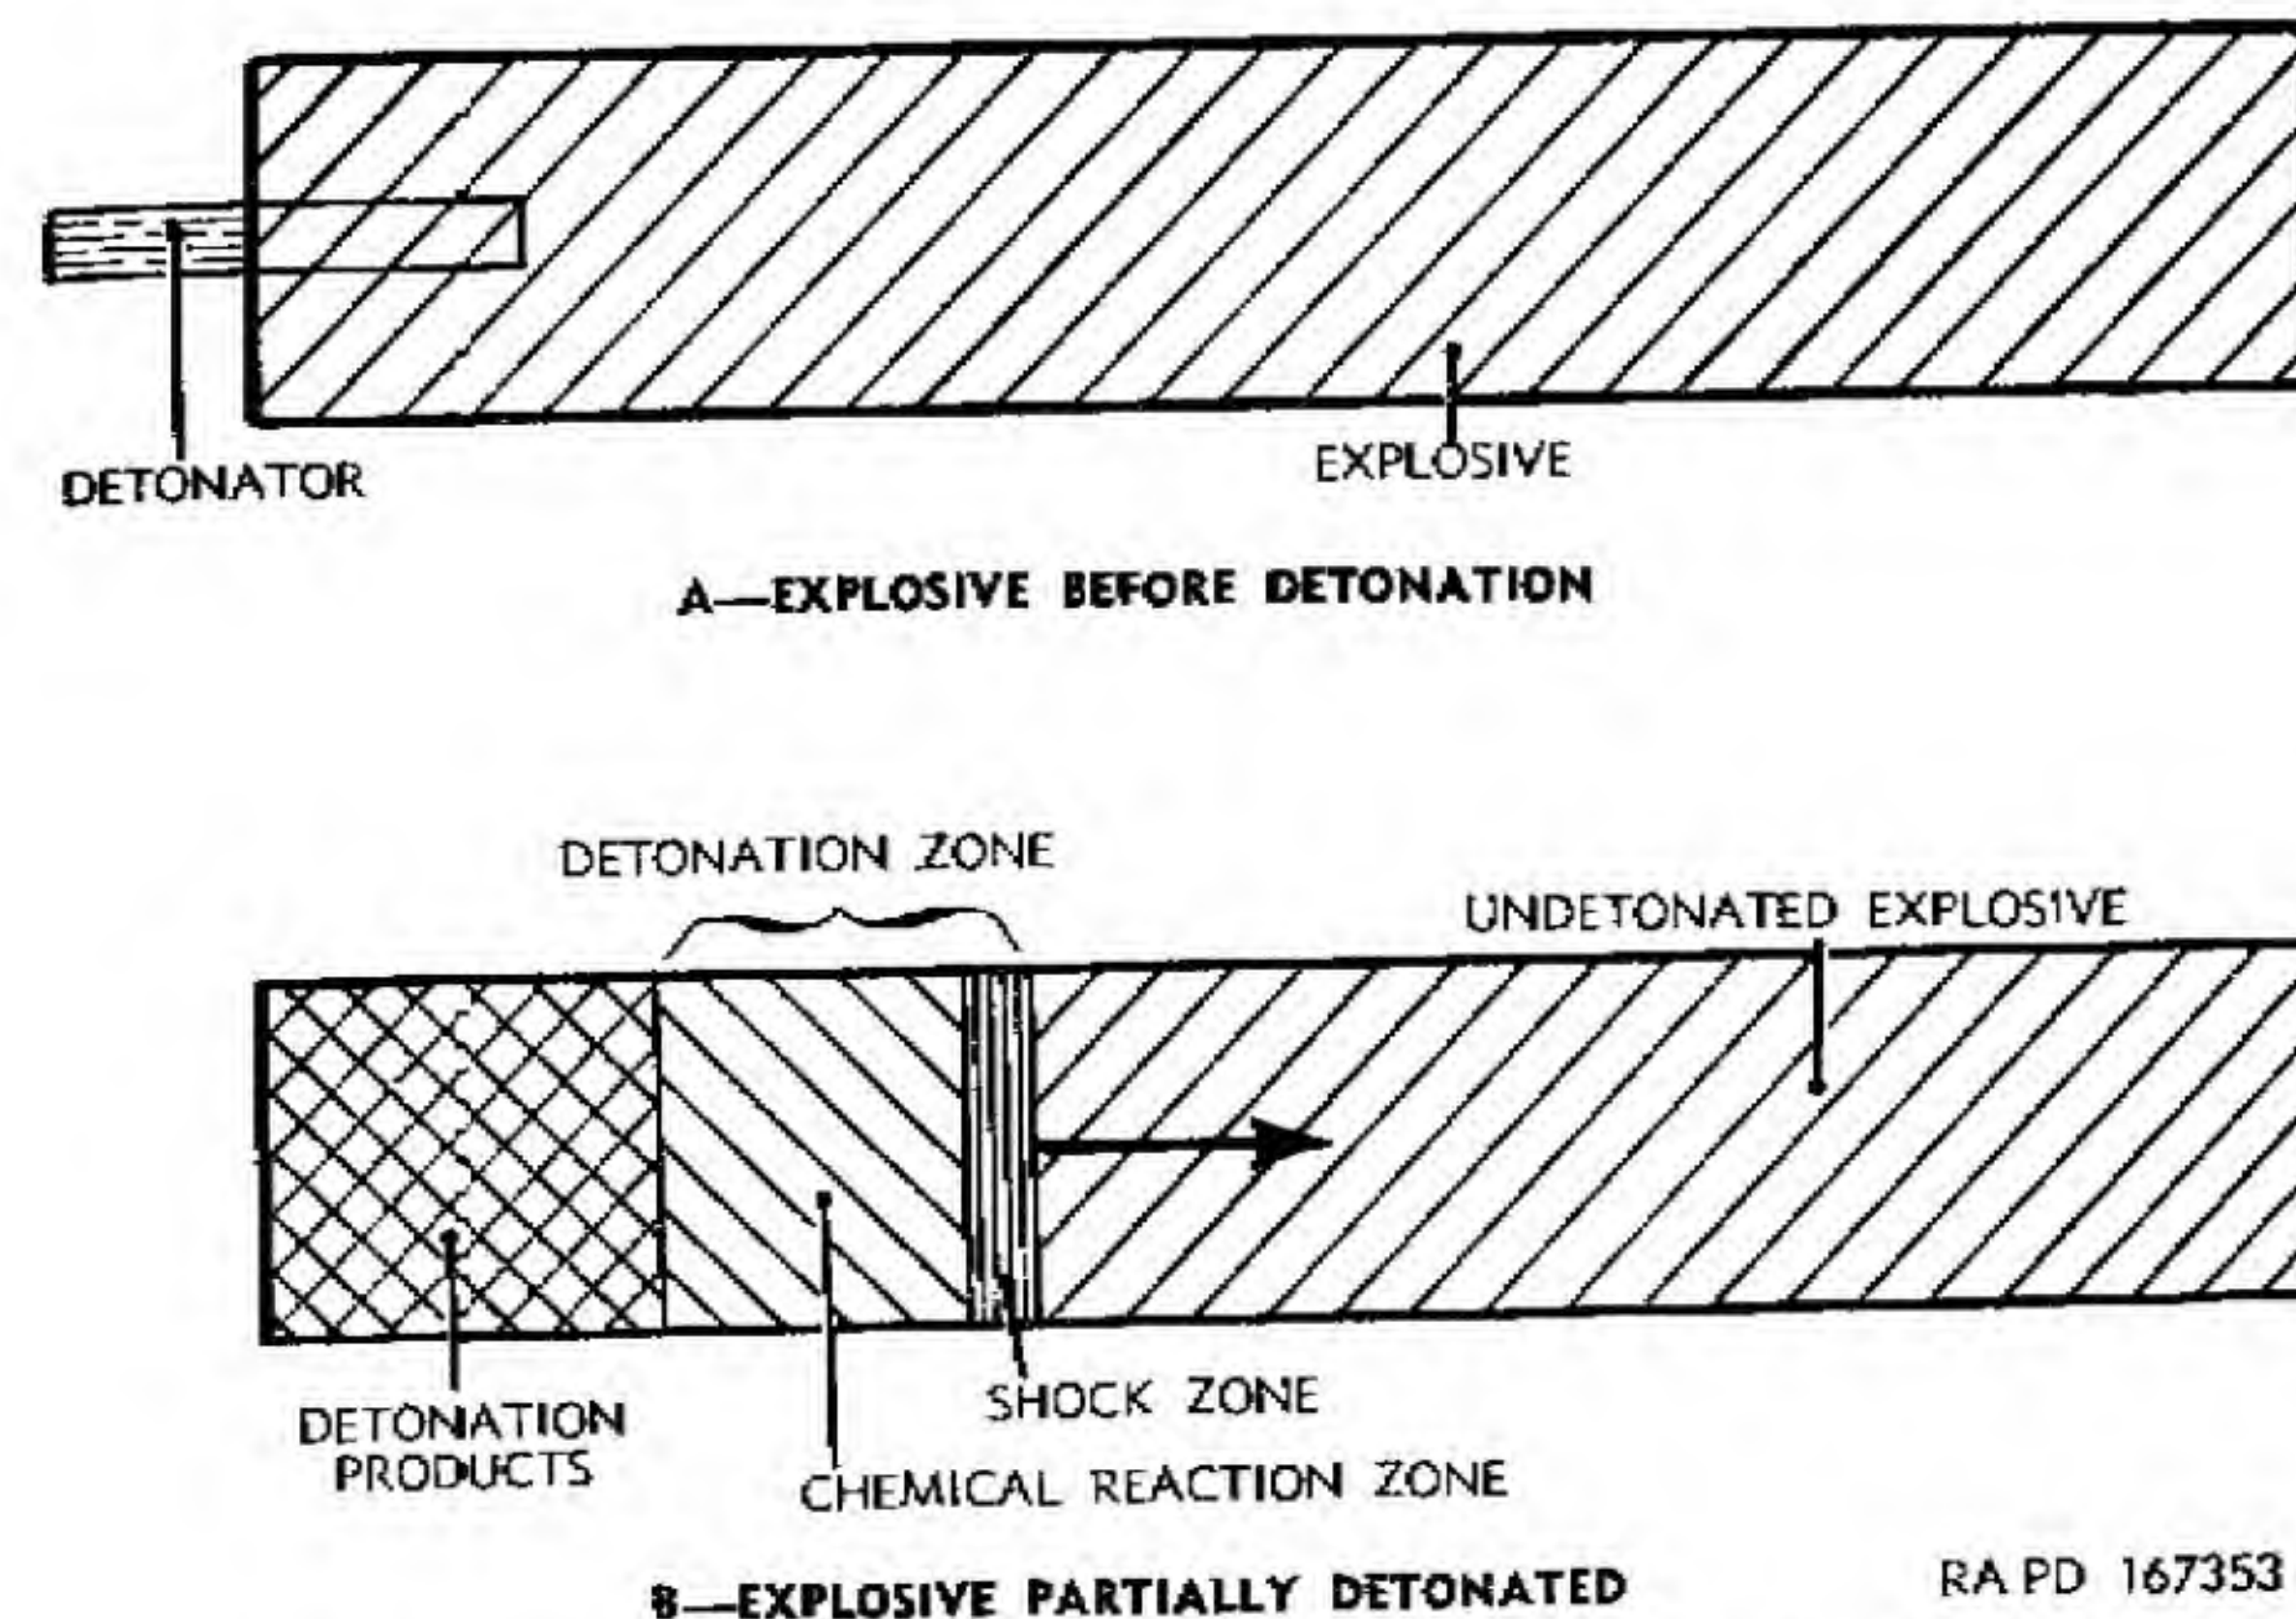 DETONATOR
EXPLOSIVE
A—EXPLOSIVE BEFORE DETONATION
DETONATION ZONE
UNDETONATED EXPLOSIVE
DETONATION
PRODUCTS
SHOCK ZONE
CHEMICAL REACTION ZONE
B—EXPLOSIVE PARTIALLY DETONATED
RA PD 167353